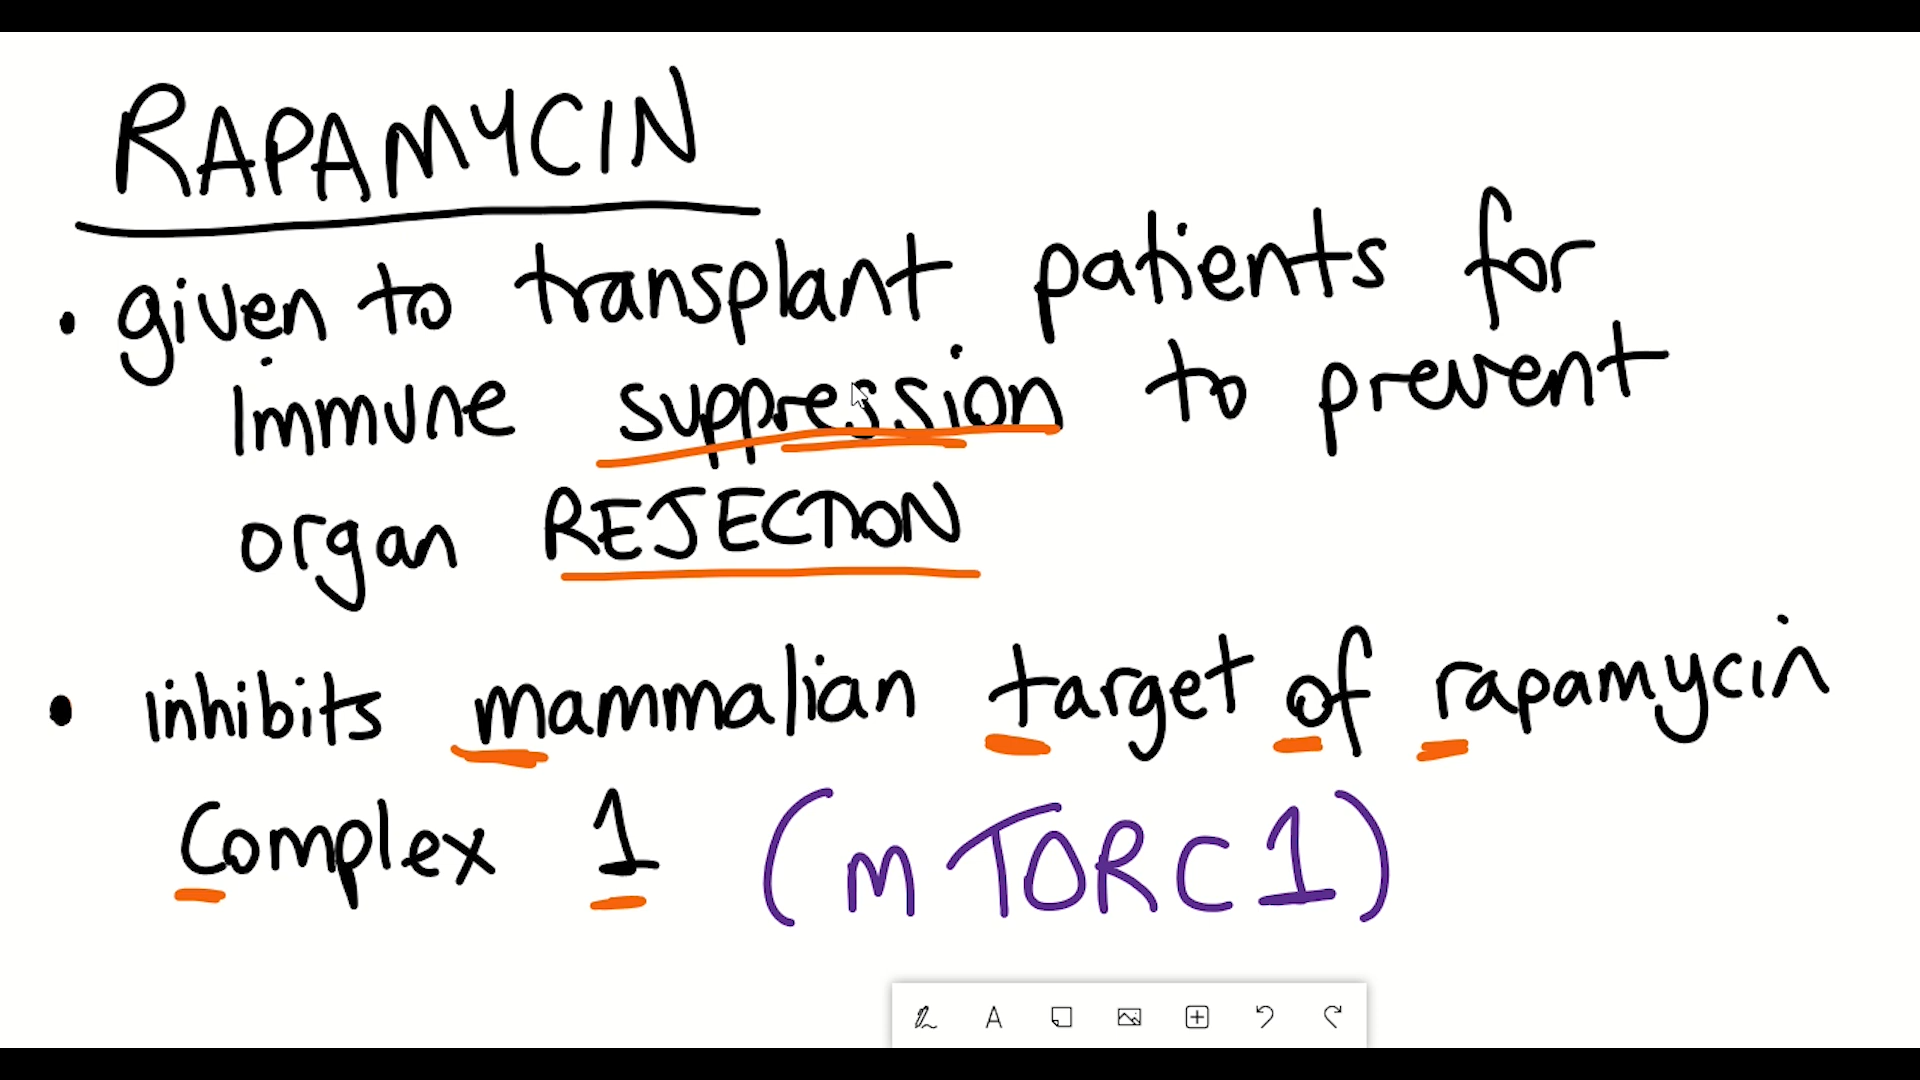 RAPAMYCIN
• given to transplant patients for
immune suppression to prevent
organ REJECTION
• inhibits mammalian target of rapamycin
Complex 1 (mTORC1)
A